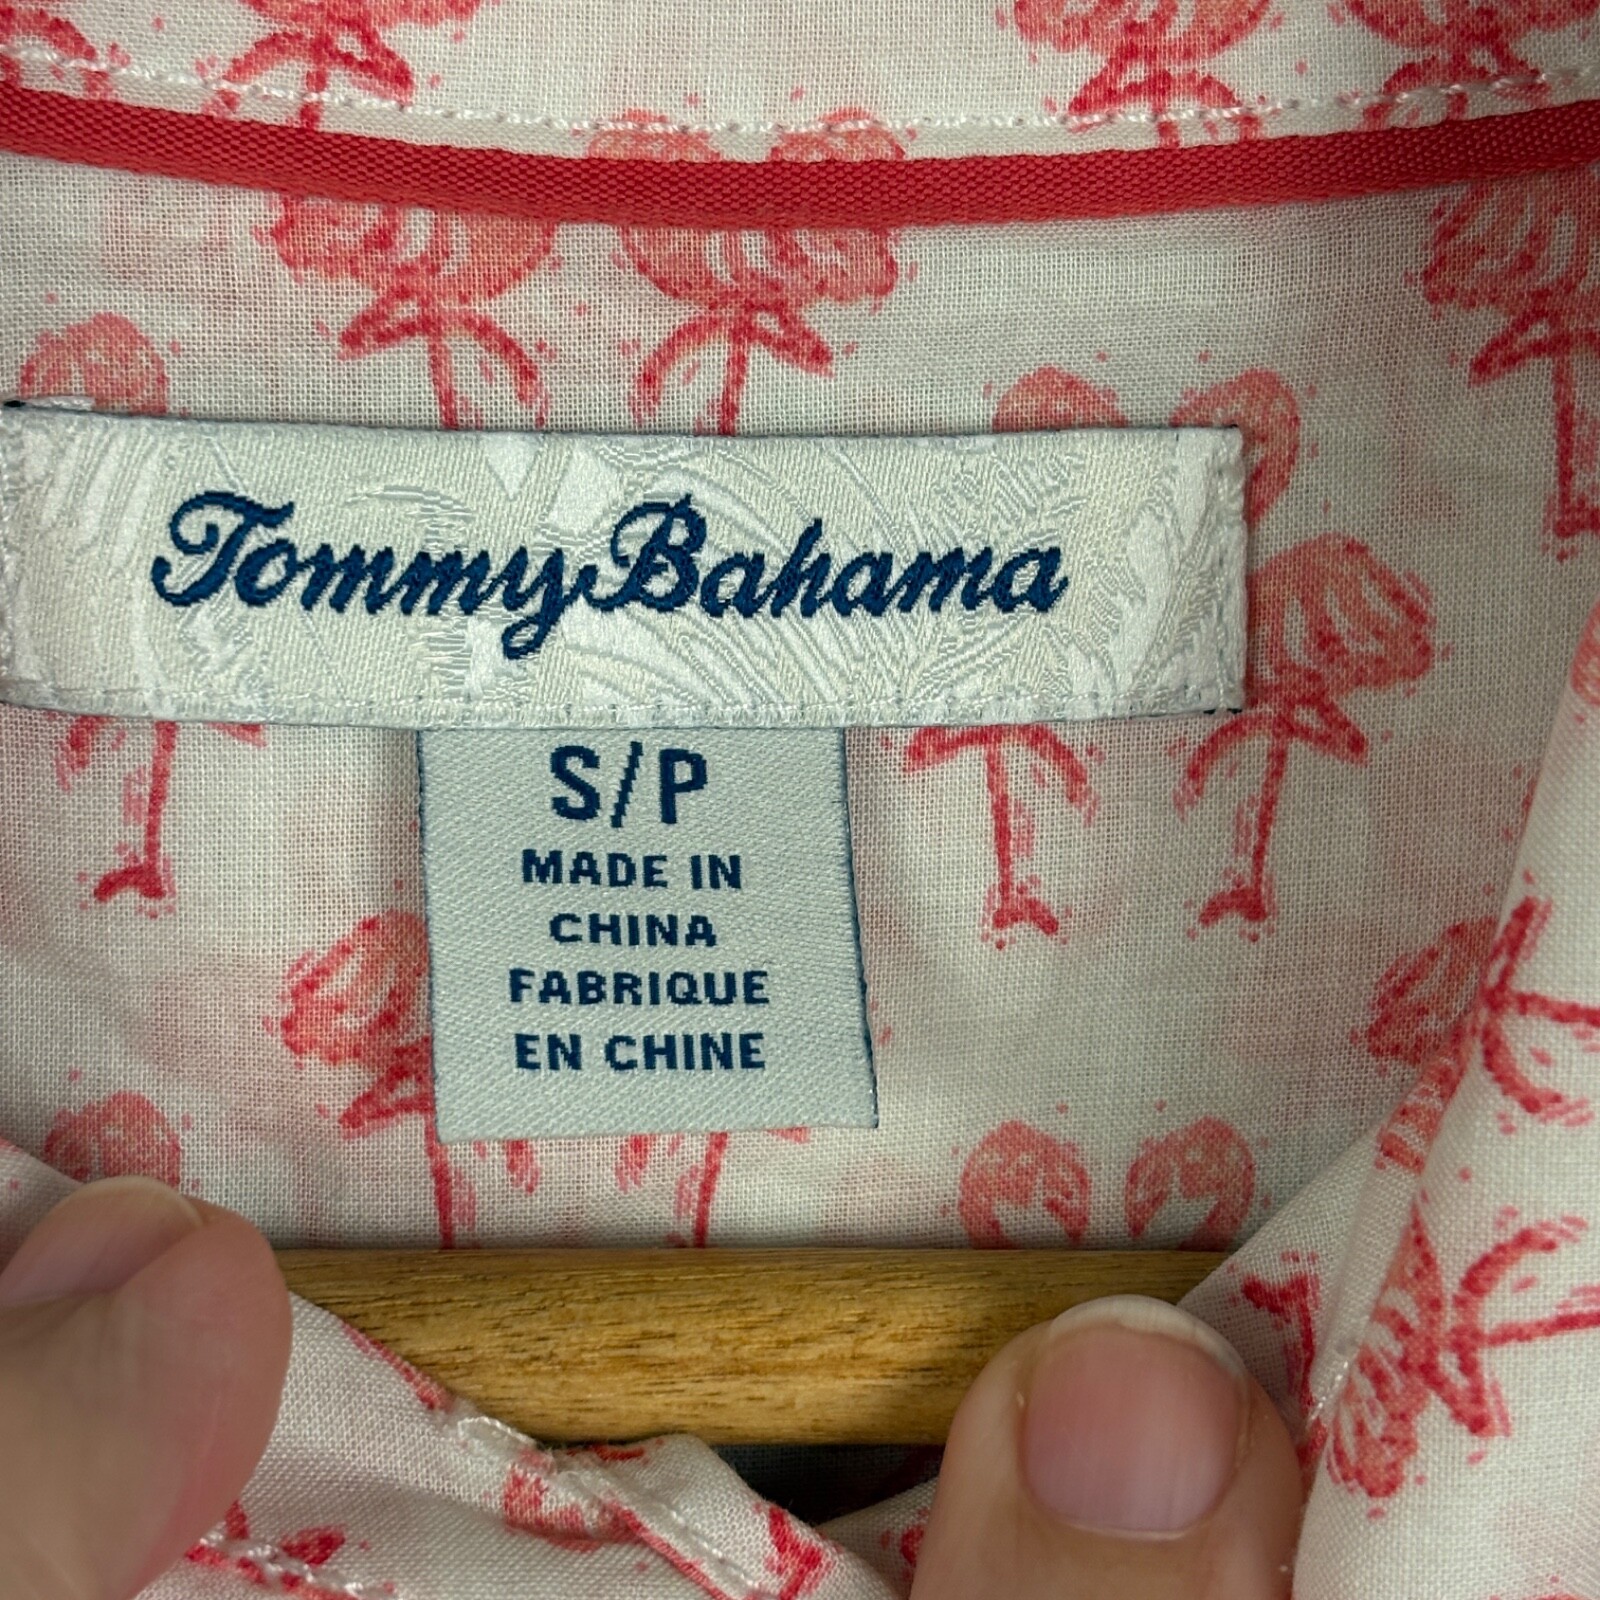 Tommy Bahama
S/P
MADE IN
CHINA
FABRIQUE
EN CHINE